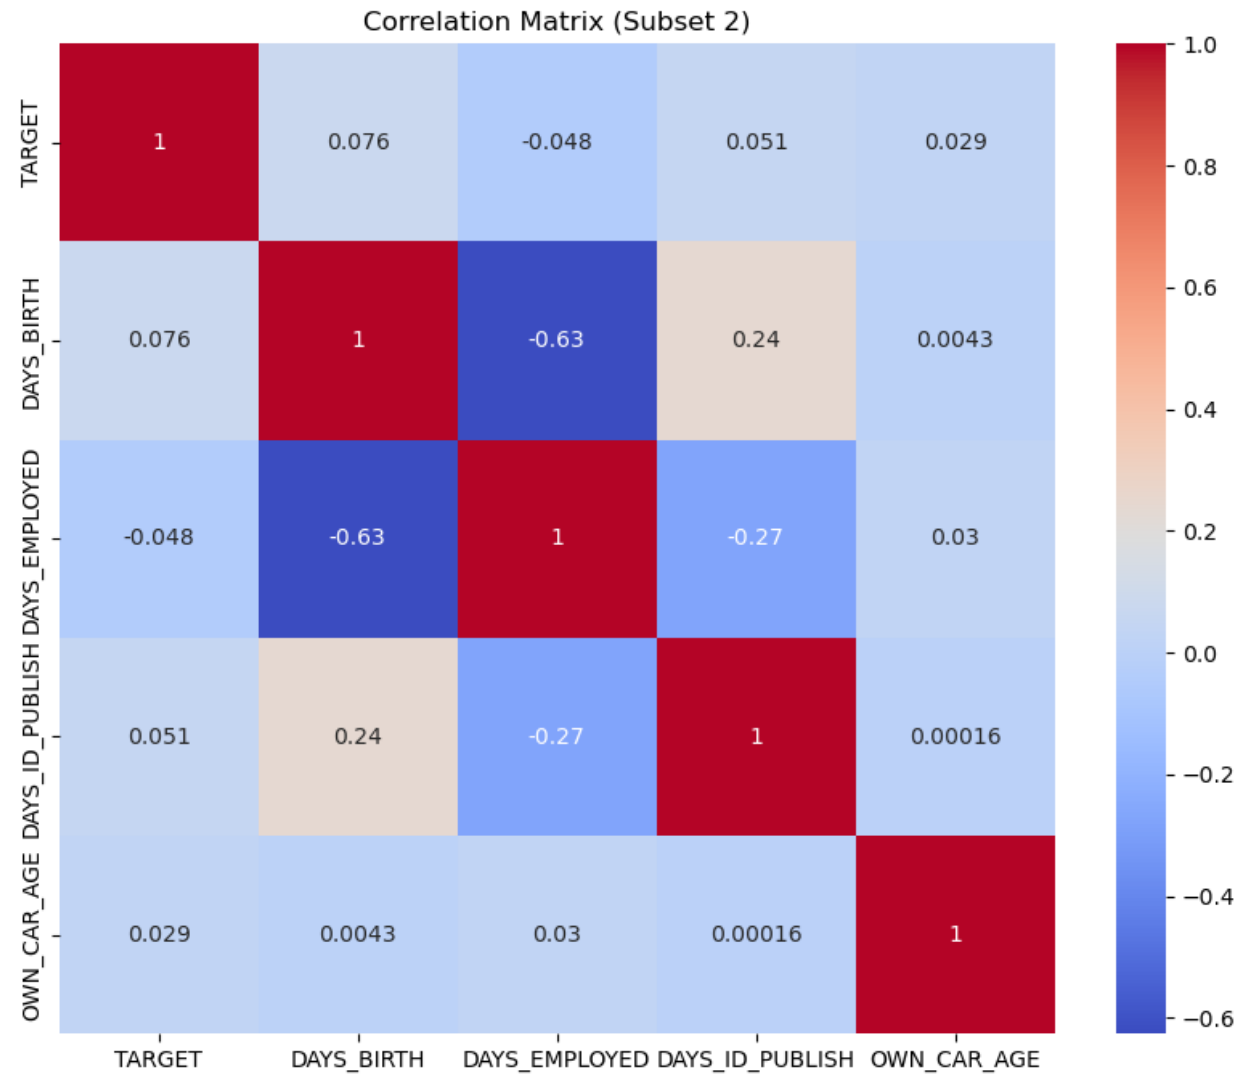 Correlation Matrix (Subset 2)
TARGET 1 0.076 -0.048 0.051 0.029
DAYS_BIRTH 0.076 1 -0.63 0.24 0.0043
DAYS_EMPLOYED -0.048 -0.63 1 -0.27 0.03
DAYS_ID_PUBLISH 0.051 0.24 -0.27 1 0.00016
OWN_CAR_AGE 0.029 0.0043 0.03 0.00016 1
TARGET DAYS_BIRTH DAYS_EMPLOYED DAYS_ID_PUBLISH OWN_CAR_AGE
1.0
0.8
0.6
0.4
0.2
0.0
−0.2
−0.4
−0.6